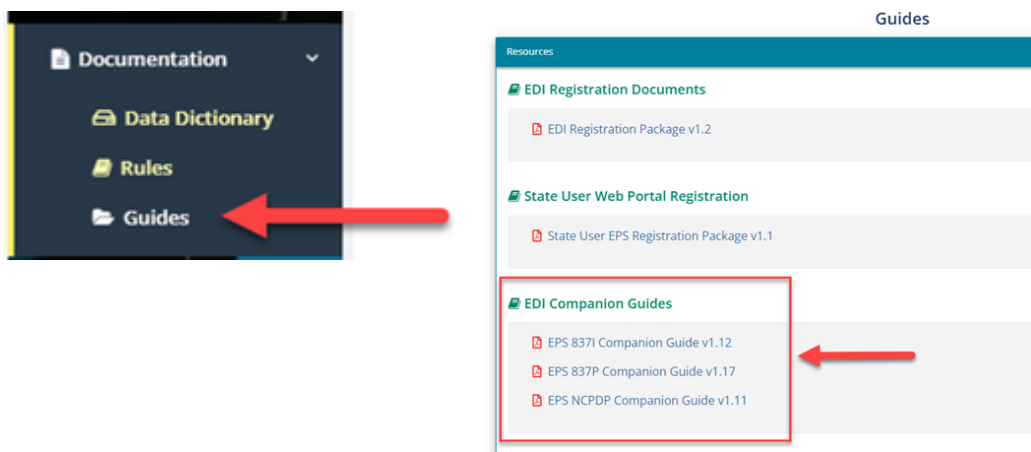 Documentation
Data Dictionary
Rules
Guides
Guides
Resources
EDI Registration Documents
EDI Registration Package v1.2
State User Web Portal Registration
State User EPS Registration Package v1.1
EDI Companion Guides
EPS 837I Companion Guide v1.12
EPS 837P Companion Guide v1.17
EPS NCPDP Companion Guide v1.11